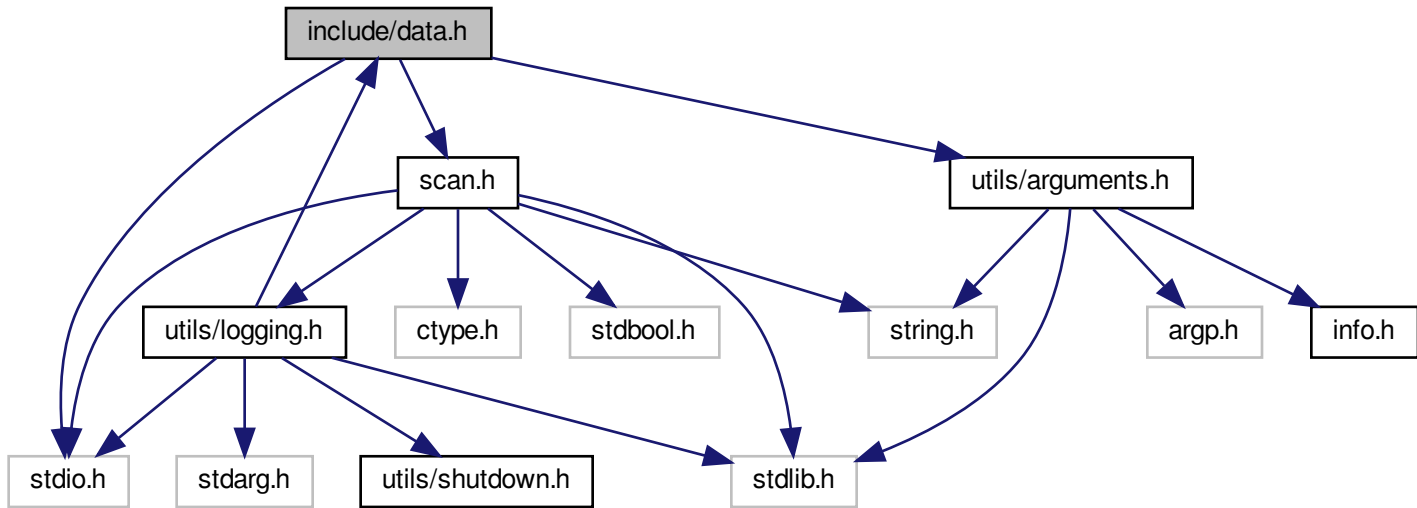 include/data.h
scan.h
utils/arguments.h
utils/logging.h
ctype.h
stdbool.h
string.h
argp.h
info.h
stdio.h
stdarg.h
utils/shutdown.h
stdlib.h